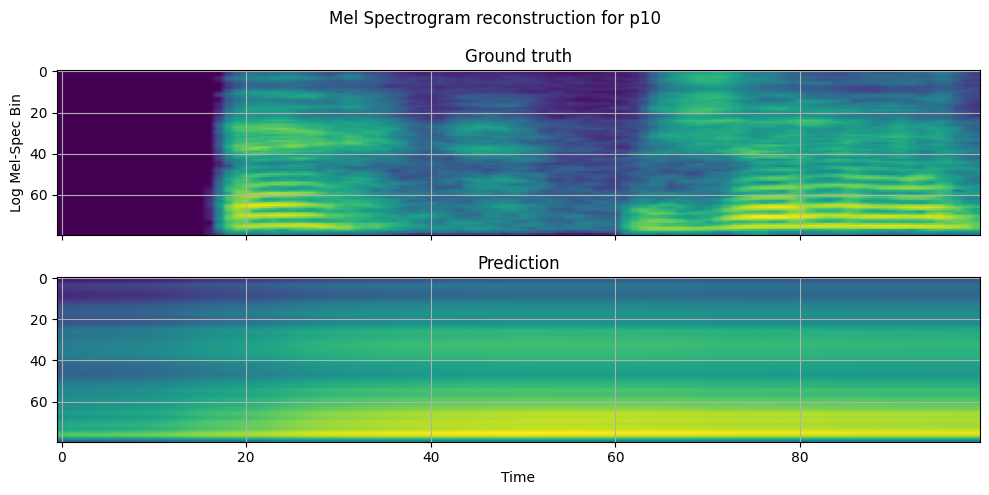 Mel Spectrogram reconstruction for p10
Ground truth
0
20
40
60
Log Mel-Spec Bin
Prediction
0
20
40
60
0 20 40 60 80
Time